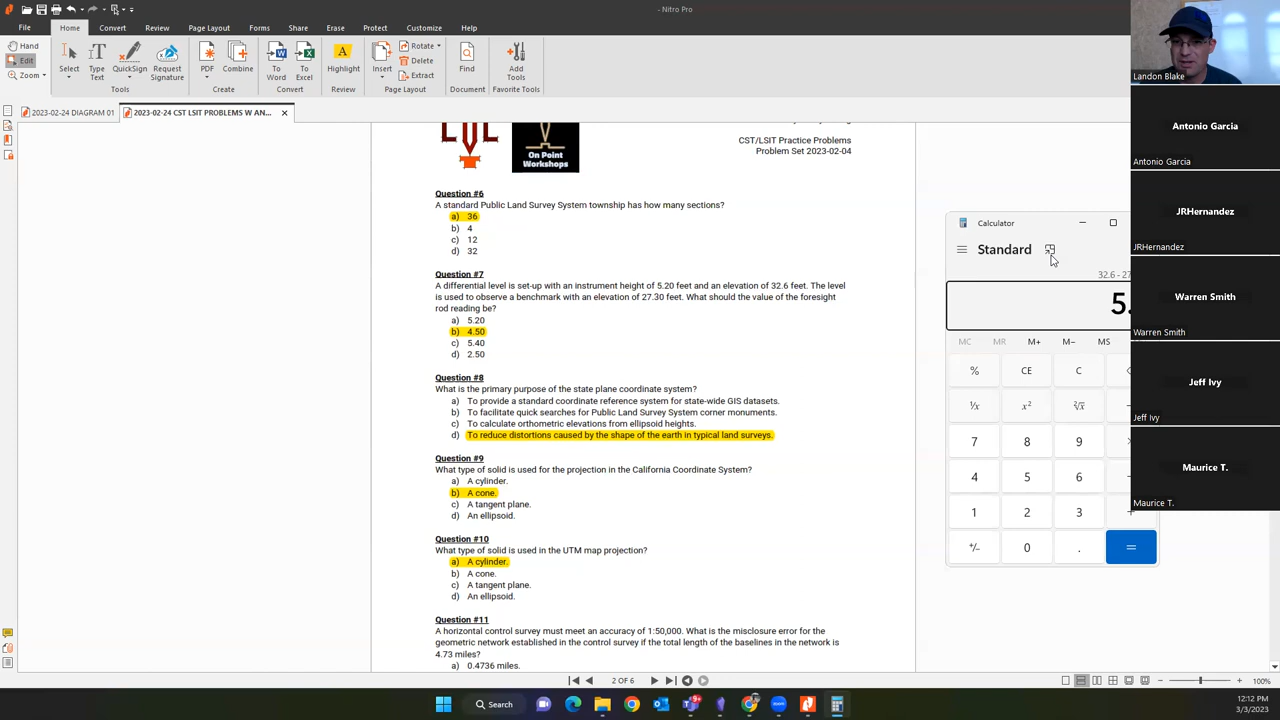 - Nitro Pro
File
Home
Convert
Review
Page Layout
Forms
Share
Erase
Protect
Customize
Help
Hand
Edit
Zoom
Select
Type Text
QuickSign
Request Signature
Tools
PDF
Combine
Create
To Word
To Excel
Convert
Highlight
Review
Insert
Rotate
Delete
Extract
Page Layout
Find
Document
Add Tools
Favorite Tools
2023-02-24 DIAGRAM 01
2023-02-24 CST LSIT PROBLEMS W AN...
On Point
Workshops
CST/LSIT Practice Problems
Problem Set 2023-02-04
Question #6
A standard Public Land Survey System township has how many sections?
a) 36
b) 4
c) 12
d) 32
Question #7
A differential level is set-up with an instrument height of 5.20 feet and an elevation of 32.6 feet. The level
is used to observe a benchmark with an elevation of 27.30 feet. What should the value of the foresight
rod reading be?
a) 5.20
b) 4.50
c) 5.40
d) 2.50
Question #8
What is the primary purpose of the state plane coordinate system?
a) To provide a standard coordinate reference system for state-wide GIS datasets.
b) To facilitate quick searches for Public Land Survey System corner monuments.
c) To calculate orthometric elevations from ellipsoid heights.
d) To reduce distortions caused by the shape of the earth in typical land surveys.
Question #9
What type of solid is used for the projection in the California Coordinate System?
a) A cylinder.
b) A cone.
c) A tangent plane.
d) An ellipsoid.
Question #10
What type of solid is used in the UTM map projection?
a) A cylinder.
b) A cone.
c) A tangent plane.
d) An ellipsoid.
Question #11
A horizontal control survey must meet an accuracy of 1:50,000. What is the misclosure error for the
geometric network established in the control survey if the total length of the baselines in the network is
4.73 miles?
a) 0.4736 miles.
Calculator
Standard
32.6 - 27
5.
MC MR M+ M− MS
% CE C
¹/x x² ²√x
7 8 9
4 5 6
1 2 3 +
+/− 0 . =
Landon Blake
Antonio Garcia
Antonio Garcia
JRHernandez
JRHernandez
Warren Smith
Warren Smith
Jeff Ivy
Jeff Ivy
Maurice T.
Maurice T.
2 OF 6
100%
Search
12:12 PM
3/3/2023